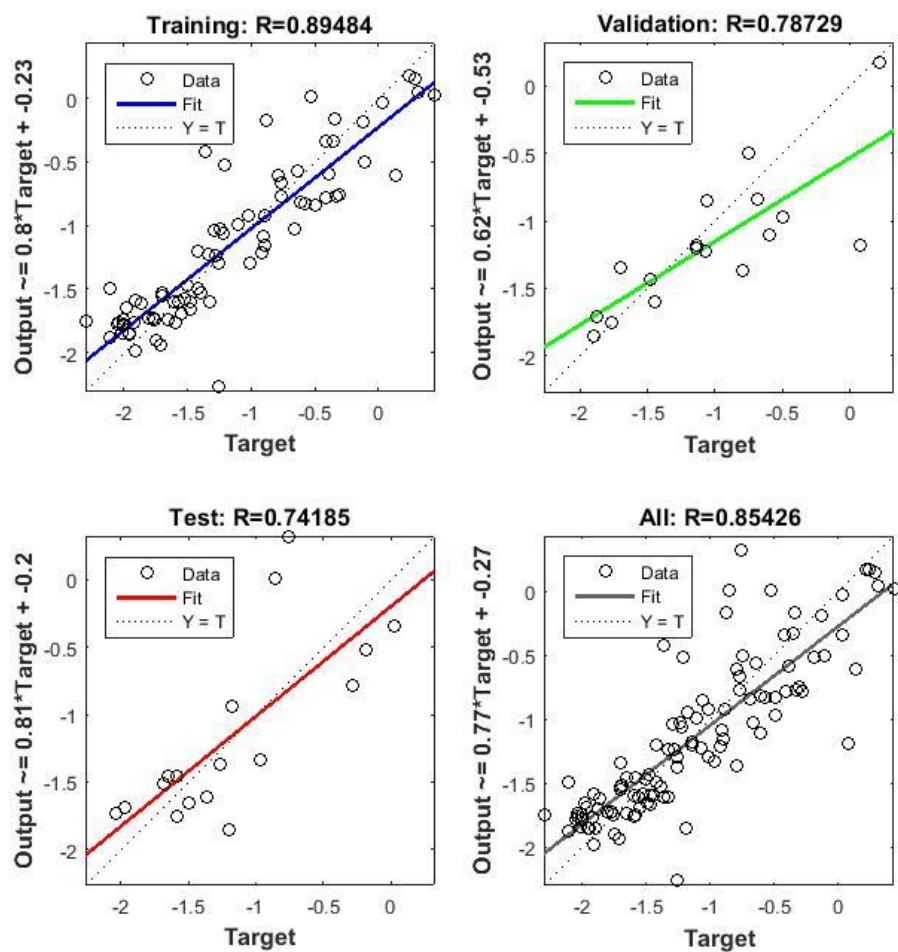 Training: R=0.89484
Output ~= 0.8*Target + -0.23
Data
Fit
Y = T
0
-0.5
-1
-1.5
-2
-2
-1.5
-1
-0.5
0
Target
Validation: R=0.78729
Output ~= 0.62*Target + -0.53
Data
Fit
Y = T
0
-0.5
-1
-1.5
-2
-2
-1.5
-1
-0.5
0
Target
Test: R=0.74185
Output ~= 0.81*Target + -0.2
Data
Fit
Y = T
0
-0.5
-1
-1.5
-2
-2
-1.5
-1
-0.5
0
Target
All: R=0.85426
Output ~= 0.77*Target + -0.27
Data
Fit
Y = T
0
-0.5
-1
-1.5
-2
-2
-1.5
-1
-0.5
0
Target